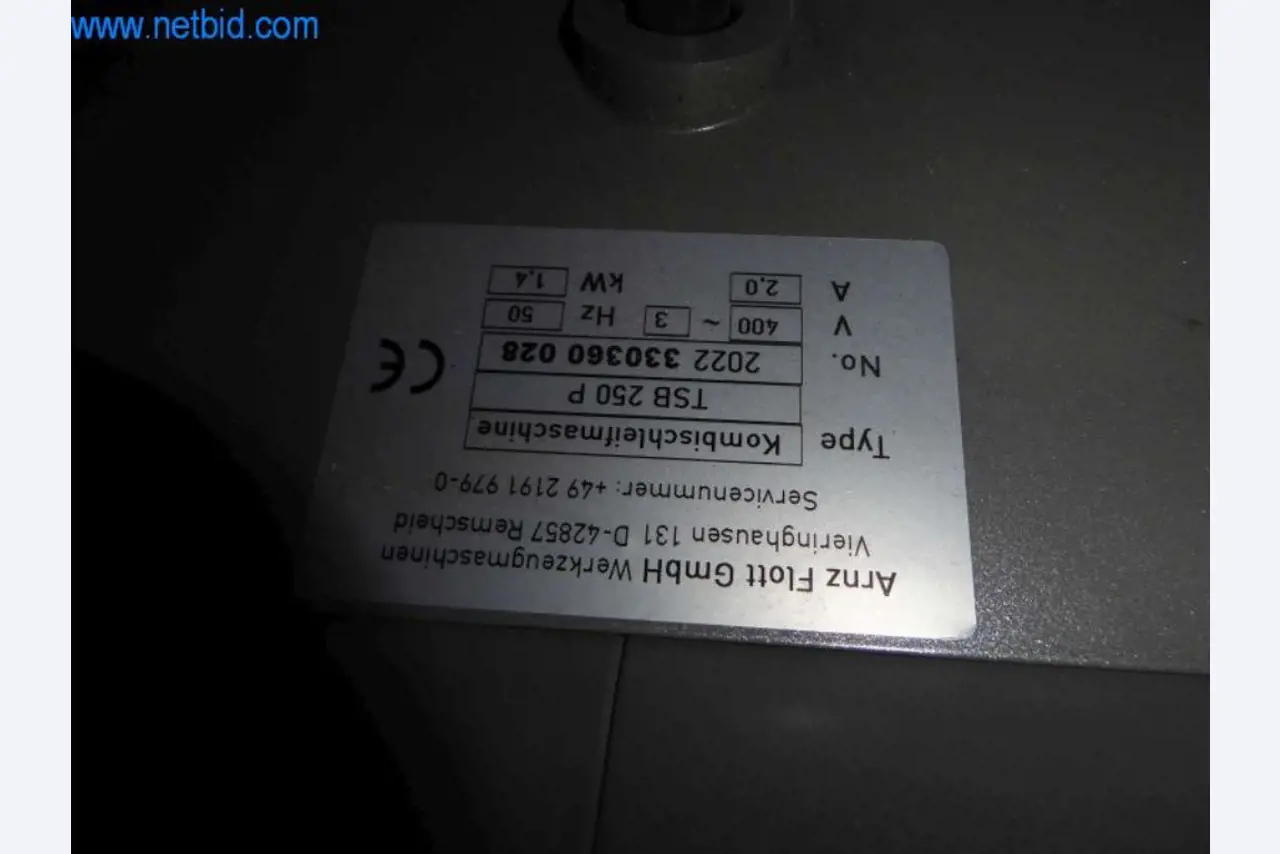 www.netbid.com
Arnz Flott GmbH Werkzeugmaschinen
Vieringhausen 131 D-42857 Remscheid
Servicenummer: +49 2191 979-0
Type Kombischleifmaschine
TSB 250 P
No. 2022 330360 028
V 400 ~ 3 Hz 50
A 2,0 kW 1,4
CE